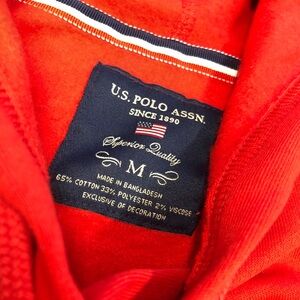 U.S. POLO ASSN.
SINCE 1890
Superior Quality
M
MADE IN BANGLADESH
65% COTTON 33% POLYESTER 2% VISCOSE
EXCLUSIVE OF DECORATION